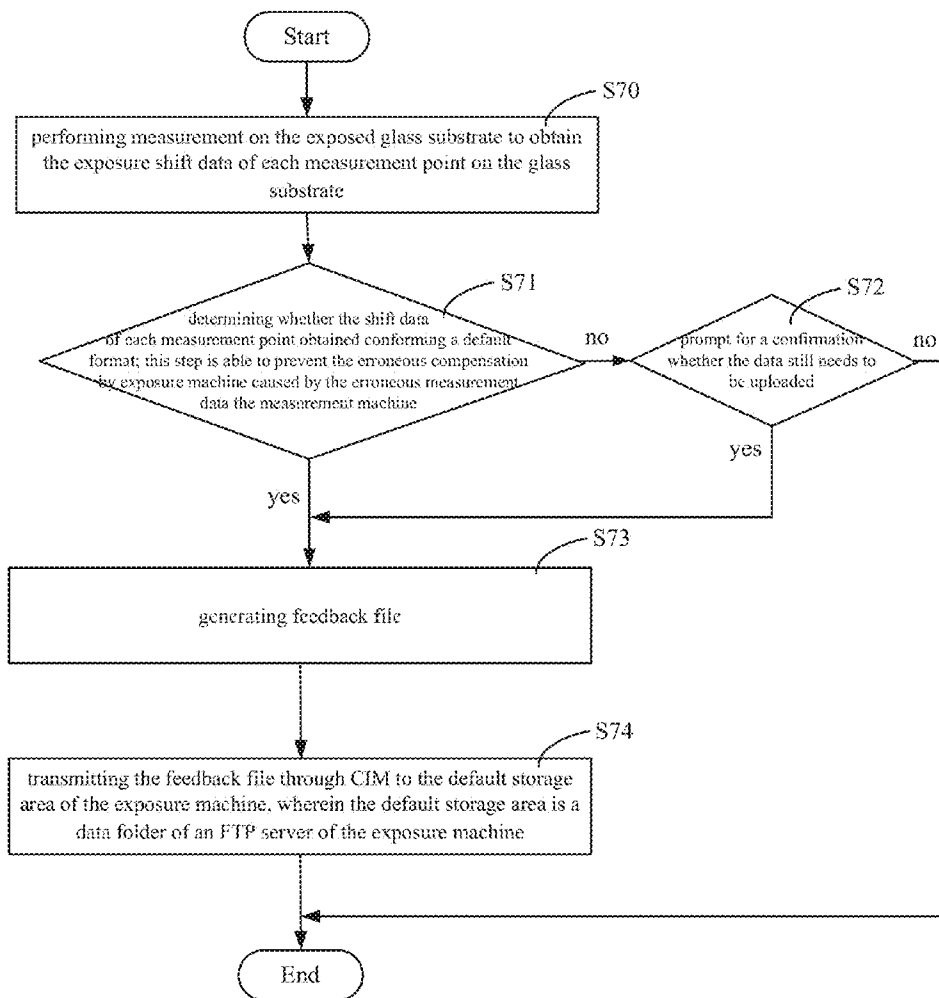 Start
S70
performing measurement on the exposed glass substrate to obtain
the exposure shift data of each measurement point on the glass
substrate
S71
determining whether the shift data
of each measurement point obtained conforming a default
format; this step is able to prevent the erroneous compensation
by exposure machine caused by the erroneous measurement
data the measurement machine
no
S72
prompt for a confirmation
whether the data still needs to
be uploaded
no
yes
yes
S73
generating feedback file
S74
transmitting the feedback file through CIM to the default storage
area of the exposure machine, wherein the default storage area is a
data folder of an FTP server of the exposure machine
End